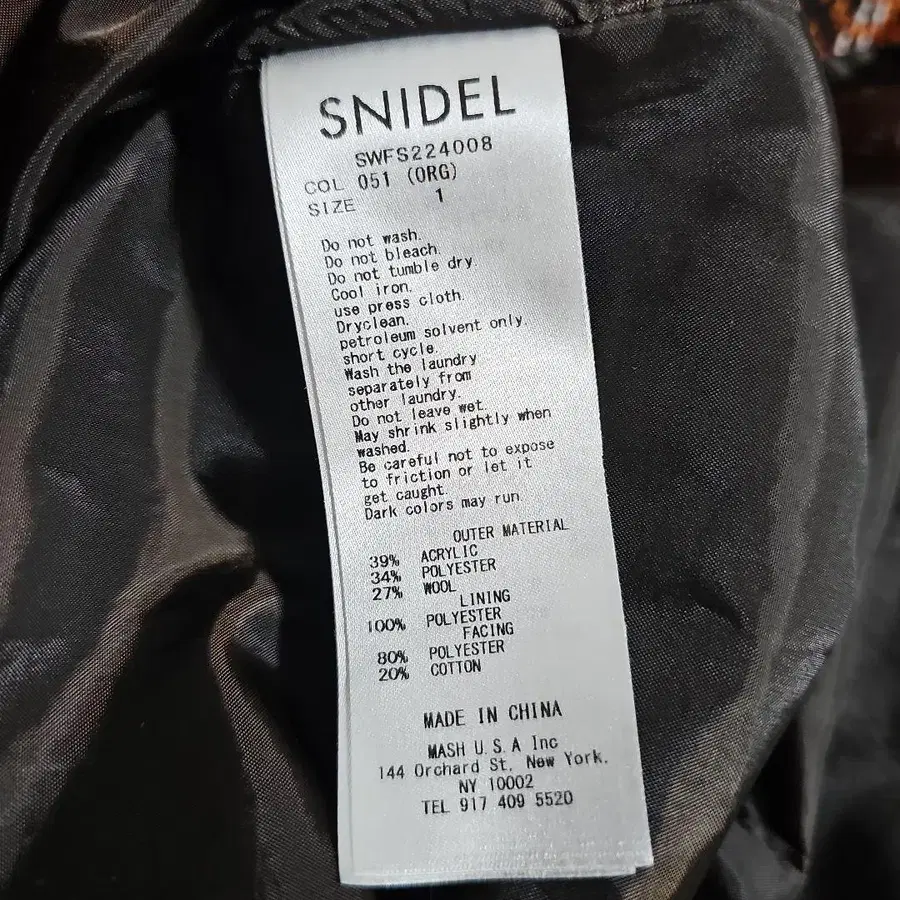 SNIDEL
SWFS224008
COL 051 (ORG)
SIZE 1
Do not wash.
Do not bleach.
Do not tumble dry.
Cool iron.
use press cloth.
Dryclean.
petroleum solvent only.
short cycle.
Wash the laundry
separately from
other laundry.
Do not leave wet.
May shrink slightly when
washed.
Be careful not to expose
to friction or let it
get caught.
Dark colors may run.
OUTER MATERIAL
39% ACRYLIC
34% POLYESTER
27% WOOL
LINING
100% POLYESTER
FACING
80% POLYESTER
20% COTTON
MADE IN CHINA
MASH U.S.A Inc
144 Orchard St, New York.
NY 10002
TEL 917 409 5520